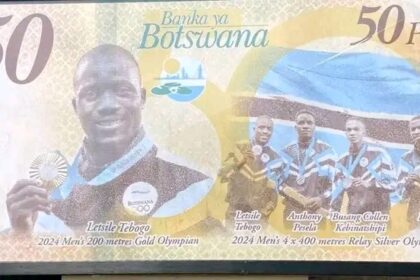 50
Banka ya
Botswana
50 P
BOTSWANA
Letsile Tebogo
2024 Men's 200 metres Gold Olympian
Letsile
Tebogo
Anthony
Pesela
Busang Collen
Kebinatshipi
2024 Men's 4 x 400 metres Relay Silver Oly